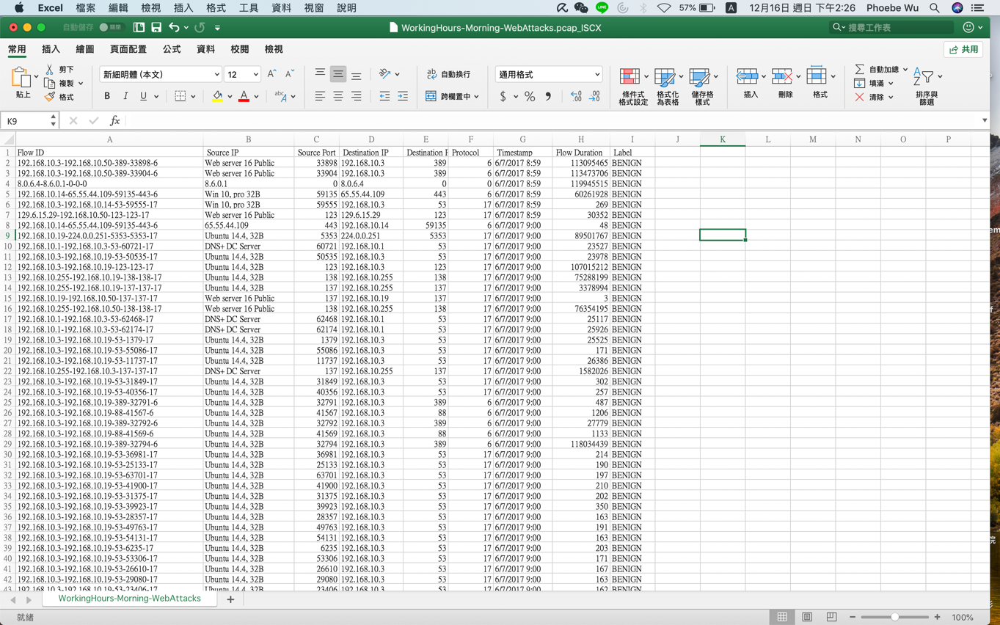 Excel 檔案 編輯 檢視 插入 格式 工具 資料 視窗 說明 LINE 57% A 12月16日 週日 下午2:26 Phoebe Wu
自動儲存 關閉 WorkingHours-Morning-WebAttacks.pcap_ISCX 搜尋工作表
常用 插入 繪圖 頁面配置 公式 資料 校閱 檢視 共用
貼上 剪下 複製 格式 新細明體 (本文) 12 A A 自動換行 通用格式 條件式格式設定 格式化為表格 儲存格樣式 插入 刪除 格式 自動加總 填滿 清除 排序與篩選
B I U A abc A 跨欄置中 $ % 
K9 fx
A B C D E F G H I J K L M N O P
1 Flow ID Source IP Source Port Destination IP Destination P Protocol Timestamp Flow Duration Label
2 192.168.10.3-192.168.10.50-389-33898-6 Web server 16 Public 33898 192.168.10.3 389 6 6/7/2017 8:59 113095465 BENIGN
3 192.168.10.3-192.168.10.50-389-33904-6 Web server 16 Public 33904 192.168.10.3 389 6 6/7/2017 8:59 113473706 BENIGN
4 8.0.6.4-8.6.0.1-0-0-0 8.6.0.1 0 8.0.6.4 0 0 6/7/2017 8:59 119945515 BENIGN
5 192.168.10.14-65.55.44.109-59135-443-6 Win 10, pro 32B 59135 65.55.44.109 443 6 6/7/2017 8:59 60261928 BENIGN
6 192.168.10.3-192.168.10.14-53-59555-17 Win 10, pro 32B 59555 192.168.10.3 53 17 6/7/2017 8:59 269 BENIGN
7 129.6.15.29-192.168.10.50-123-123-17 Web server 16 Public 123 129.6.15.29 123 17 6/7/2017 8:59 30352 BENIGN
8 192.168.10.14-65.55.44.109-59135-443-6 65.55.44.109 443 192.168.10.14 59135 6 6/7/2017 9:00 48 BENIGN
9 192.168.10.19-224.0.0.251-5353-5353-17 Ubuntu 14.4, 32B 5353 224.0.0.251 5353 17 6/7/2017 9:00 89501767 BENIGN
10 192.168.10.1-192.168.10.3-53-60721-17 DNS+ DC Server 60721 192.168.10.1 53 17 6/7/2017 9:00 23527 BENIGN
11 192.168.10.3-192.168.10.19-53-50535-17 Ubuntu 14.4, 32B 50535 192.168.10.3 53 17 6/7/2017 9:00 23978 BENIGN
12 192.168.10.3-192.168.10.19-123-123-17 Ubuntu 14.4, 32B 123 192.168.10.3 123 17 6/7/2017 9:00 107015212 BENIGN
13 192.168.10.255-192.168.10.19-138-138-17 Ubuntu 14.4, 32B 138 192.168.10.255 138 17 6/7/2017 9:00 75288199 BENIGN
14 192.168.10.255-192.168.10.19-137-137-17 Ubuntu 14.4, 32B 137 192.168.10.255 137 17 6/7/2017 9:00 3378994 BENIGN
15 192.168.10.19-192.168.10.50-137-137-17 Web server 16 Public 137 192.168.10.19 137 17 6/7/2017 9:00 3 BENIGN
16 192.168.10.255-192.168.10.50-138-138-17 Web server 16 Public 138 192.168.10.255 138 17 6/7/2017 9:00 76354195 BENIGN
17 192.168.10.1-192.168.10.3-53-62468-17 DNS+ DC Server 62468 192.168.10.1 53 17 6/7/2017 9:00 25117 BENIGN
18 192.168.10.1-192.168.10.3-53-62174-17 DNS+ DC Server 62174 192.168.10.1 53 17 6/7/2017 9:00 25926 BENIGN
19 192.168.10.3-192.168.10.19-53-1379-17 Ubuntu 14.4, 32B 1379 192.168.10.3 53 17 6/7/2017 9:00 25525 BENIGN
20 192.168.10.3-192.168.10.19-53-55086-17 Ubuntu 14.4, 32B 55086 192.168.10.3 53 17 6/7/2017 9:00 171 BENIGN
21 192.168.10.3-192.168.10.19-53-11737-17 Ubuntu 14.4, 32B 11737 192.168.10.3 53 17 6/7/2017 9:00 26386 BENIGN
22 192.168.10.255-192.168.10.3-137-137-17 DNS+ DC Server 137 192.168.10.255 137 17 6/7/2017 9:00 1582026 BENIGN
23 192.168.10.3-192.168.10.19-53-31849-17 Ubuntu 14.4, 32B 31849 192.168.10.3 53 17 6/7/2017 9:00 302 BENIGN
24 192.168.10.3-192.168.10.19-53-40356-17 Ubuntu 14.4, 32B 40356 192.168.10.3 53 17 6/7/2017 9:00 257 BENIGN
25 192.168.10.3-192.168.10.19-389-32791-6 Ubuntu 14.4, 32B 32791 192.168.10.3 389 6 6/7/2017 9:00 487 BENIGN
26 192.168.10.3-192.168.10.19-88-41567-6 Ubuntu 14.4, 32B 41567 192.168.10.3 88 6 6/7/2017 9:00 1206 BENIGN
27 192.168.10.3-192.168.10.19-389-32792-6 Ubuntu 14.4, 32B 32792 192.168.10.3 389 6 6/7/2017 9:00 27779 BENIGN
28 192.168.10.3-192.168.10.19-88-41569-6 Ubuntu 14.4, 32B 41569 192.168.10.3 88 6 6/7/2017 9:00 1133 BENIGN
29 192.168.10.3-192.168.10.19-389-32794-6 Ubuntu 14.4, 32B 32794 192.168.10.3 389 6 6/7/2017 9:00 118034439 BENIGN
30 192.168.10.3-192.168.10.19-53-36981-17 Ubuntu 14.4, 32B 36981 192.168.10.3 53 17 6/7/2017 9:00 214 BENIGN
31 192.168.10.3-192.168.10.19-53-25133-17 Ubuntu 14.4, 32B 25133 192.168.10.3 53 17 6/7/2017 9:00 190 BENIGN
32 192.168.10.3-192.168.10.19-53-63701-17 Ubuntu 14.4, 32B 63701 192.168.10.3 53 17 6/7/2017 9:00 197 BENIGN
33 192.168.10.3-192.168.10.19-53-41900-17 Ubuntu 14.4, 32B 41900 192.168.10.3 53 17 6/7/2017 9:00 210 BENIGN
34 192.168.10.3-192.168.10.19-53-31375-17 Ubuntu 14.4, 32B 31375 192.168.10.3 53 17 6/7/2017 9:00 202 BENIGN
35 192.168.10.3-192.168.10.19-53-39923-17 Ubuntu 14.4, 32B 39923 192.168.10.3 53 17 6/7/2017 9:00 350 BENIGN
36 192.168.10.3-192.168.10.19-53-28357-17 Ubuntu 14.4, 32B 28357 192.168.10.3 53 17 6/7/2017 9:00 163 BENIGN
37 192.168.10.3-192.168.10.19-53-49763-17 Ubuntu 14.4, 32B 49763 192.168.10.3 53 17 6/7/2017 9:00 191 BENIGN
38 192.168.10.3-192.168.10.19-53-54131-17 Ubuntu 14.4, 32B 54131 192.168.10.3 53 17 6/7/2017 9:00 163 BENIGN
39 192.168.10.3-192.168.10.19-53-6235-17 Ubuntu 14.4, 32B 6235 192.168.10.3 53 17 6/7/2017 9:00 203 BENIGN
40 192.168.10.3-192.168.10.19-53-53306-17 Ubuntu 14.4, 32B 53306 192.168.10.3 53 17 6/7/2017 9:00 171 BENIGN
41 192.168.10.3-192.168.10.19-53-26610-17 Ubuntu 14.4, 32B 26610 192.168.10.3 53 17 6/7/2017 9:00 167 BENIGN
42 192.168.10.3-192.168.10.19-53-29080-17 Ubuntu 14.4, 32B 29080 192.168.10.3 53 17 6/7/2017 9:00 163 BENIGN
43 192.168.10.3-192.168.10.19-53-23406-17 Ubuntu 14.4, 32B 23406 192.168.10.3 53 17 6/7/2017 9:00 162 BENIGN
WorkingHours-Morning-WebAttacks
就緒 100%